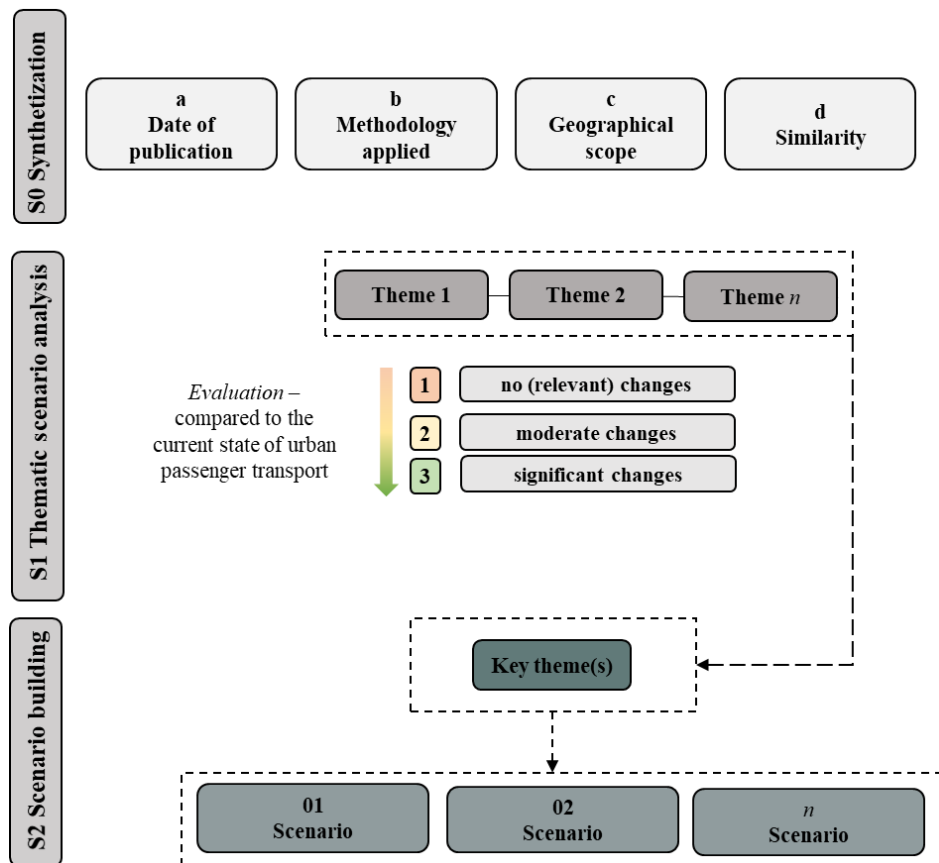 S0 Synthetization
a
Date of
publication
b
Methodology
applied
c
Geographical
scope
d
Similarity
S1 Thematic scenario analysis
Theme 1
Theme 2
Theme n
Evaluation –
compared to the
current state of urban
passenger transport
1
no (relevant) changes
2
moderate changes
3
significant changes
S2 Scenario building
Key theme(s)
01
Scenario
02
Scenario
n
Scenario